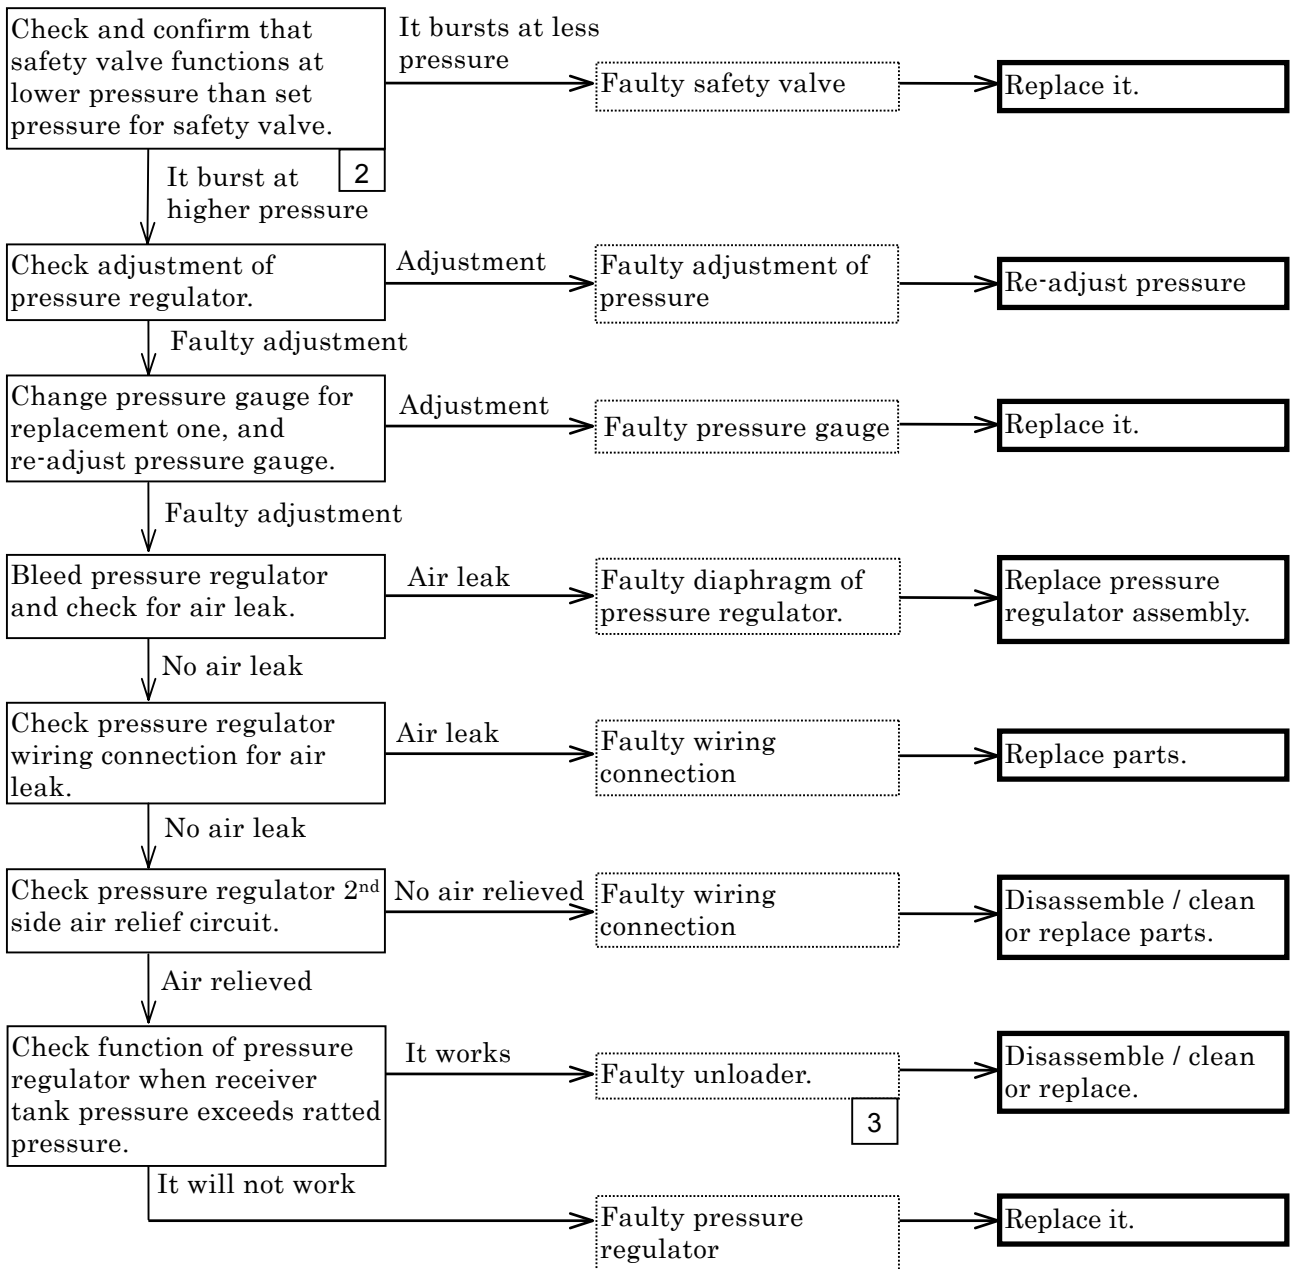 Check and confirm that
safety valve functions at
lower pressure than set
pressure for safety valve.
2
It bursts at less
pressure
Faulty safety valve
Replace it.
It burst at
higher pressure
Check adjustment of
pressure regulator.
Adjustment
Faulty adjustment of
pressure
Re-adjust pressure
Faulty adjustment
Change pressure gauge for
replacement one, and
re-adjust pressure gauge.
Adjustment
Faulty pressure gauge
Replace it.
Faulty adjustment
Bleed pressure regulator
and check for air leak.
Air leak
Faulty diaphragm of
pressure regulator.
Replace pressure
regulator assembly.
No air leak
Check pressure regulator
wiring connection for air
leak.
Air leak
Faulty wiring
connection
Replace parts.
No air leak
Check pressure regulator 2nd
side air relief circuit.
No air relieved
Faulty wiring
connection
Disassemble / clean
or replace parts.
Air relieved
Check function of pressure
regulator when receiver
tank pressure exceeds ratted
pressure.
It works
Faulty unloader.
3
Disassemble / clean
or replace.
It will not work
Faulty pressure
regulator
Replace it.